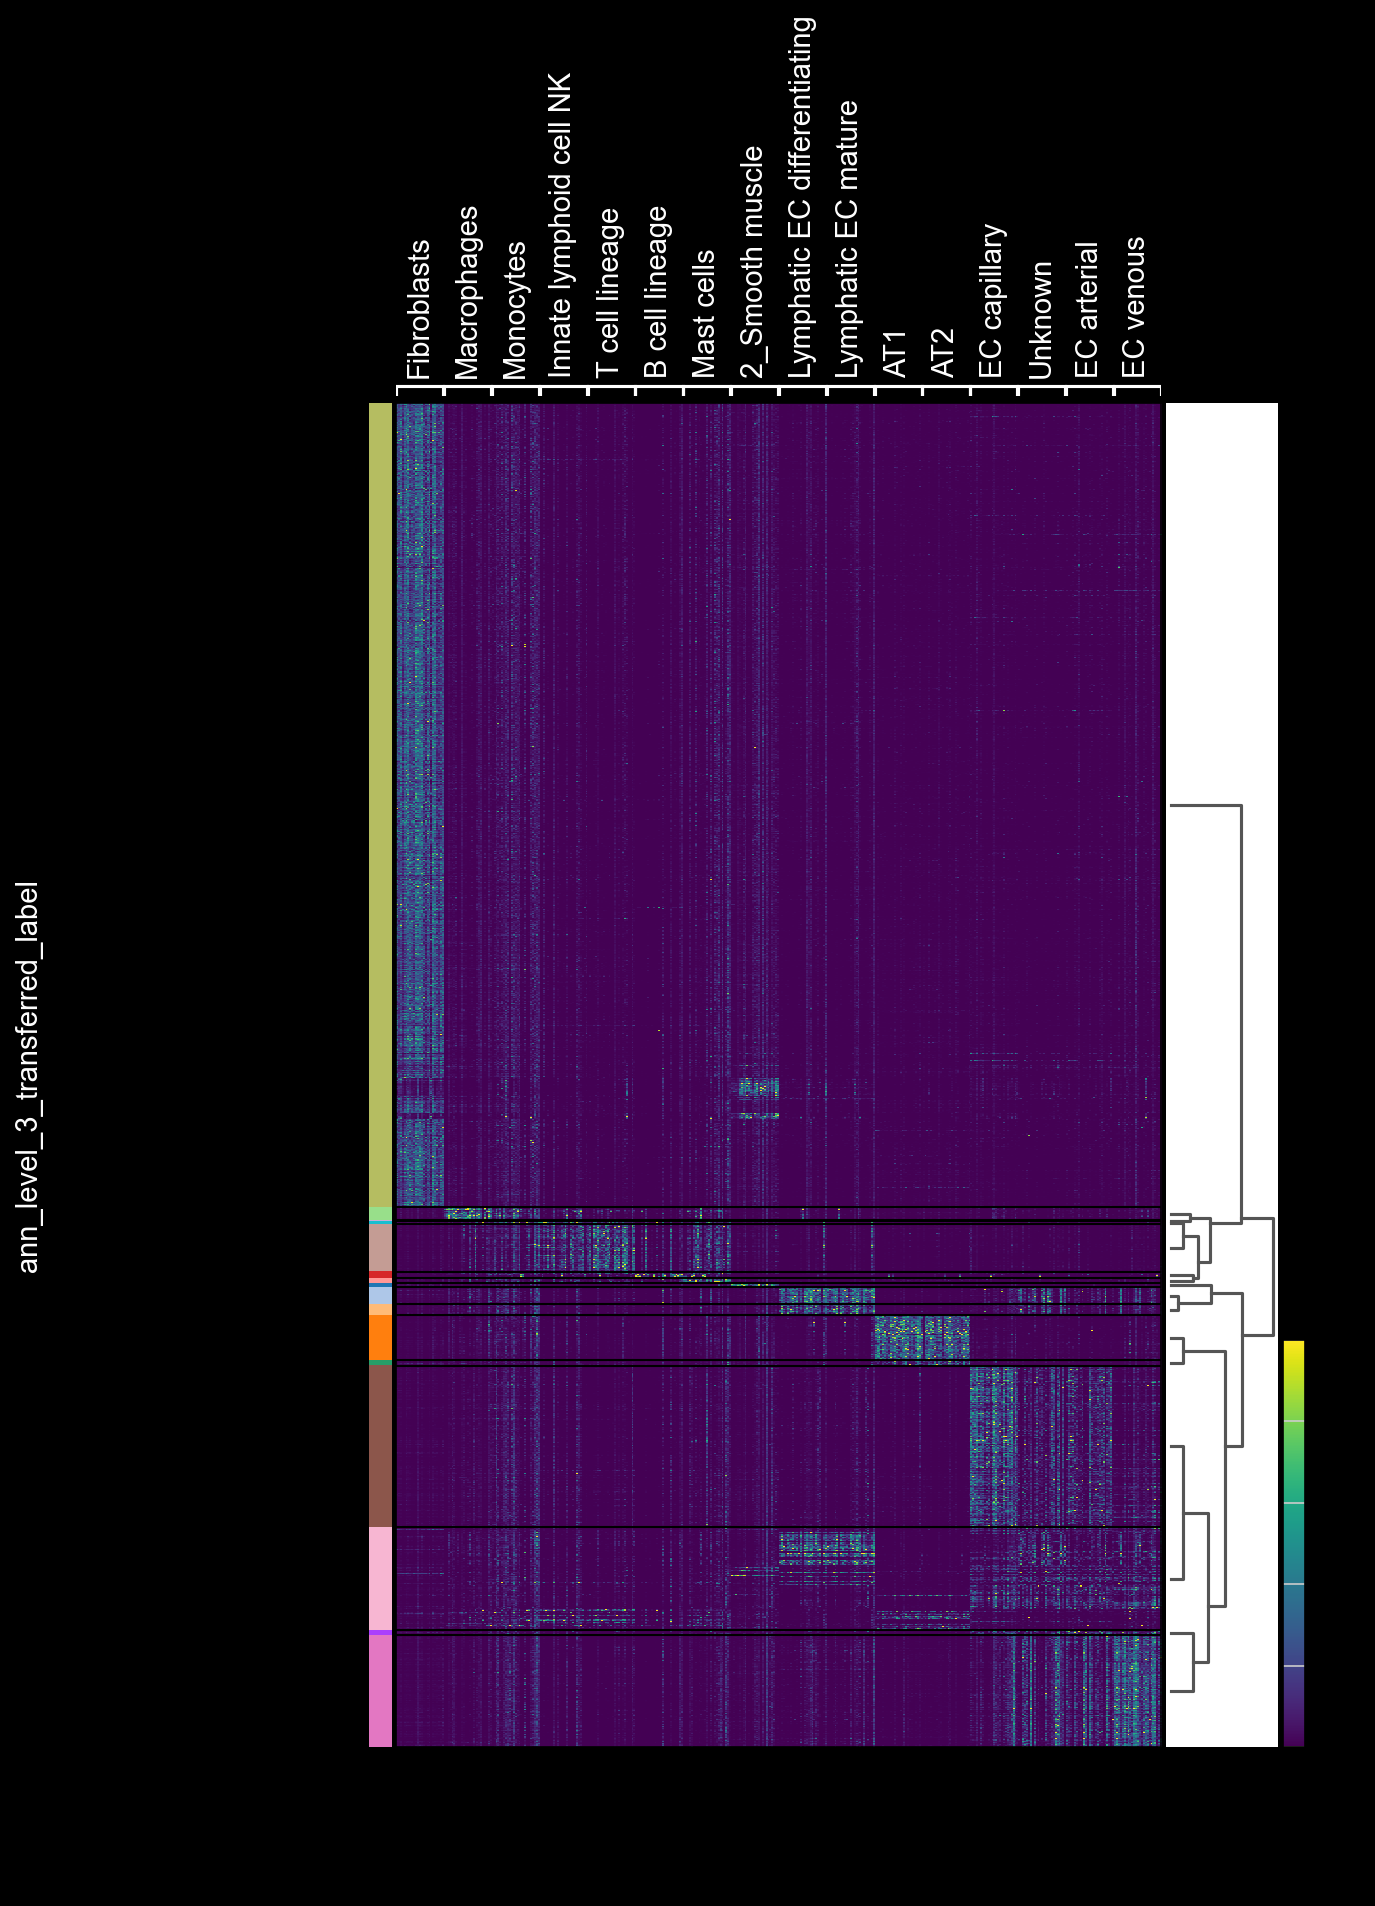 Fibroblasts
Macrophages
Monocytes
Innate lymphoid cell NK
T cell lineage
B cell lineage
Mast cells
2_Smooth muscle
Lymphatic EC differentiating
Lymphatic EC mature
AT1
AT2
EC capillary
Unknown
EC arterial
EC venous
ann_level_3_transferred_label